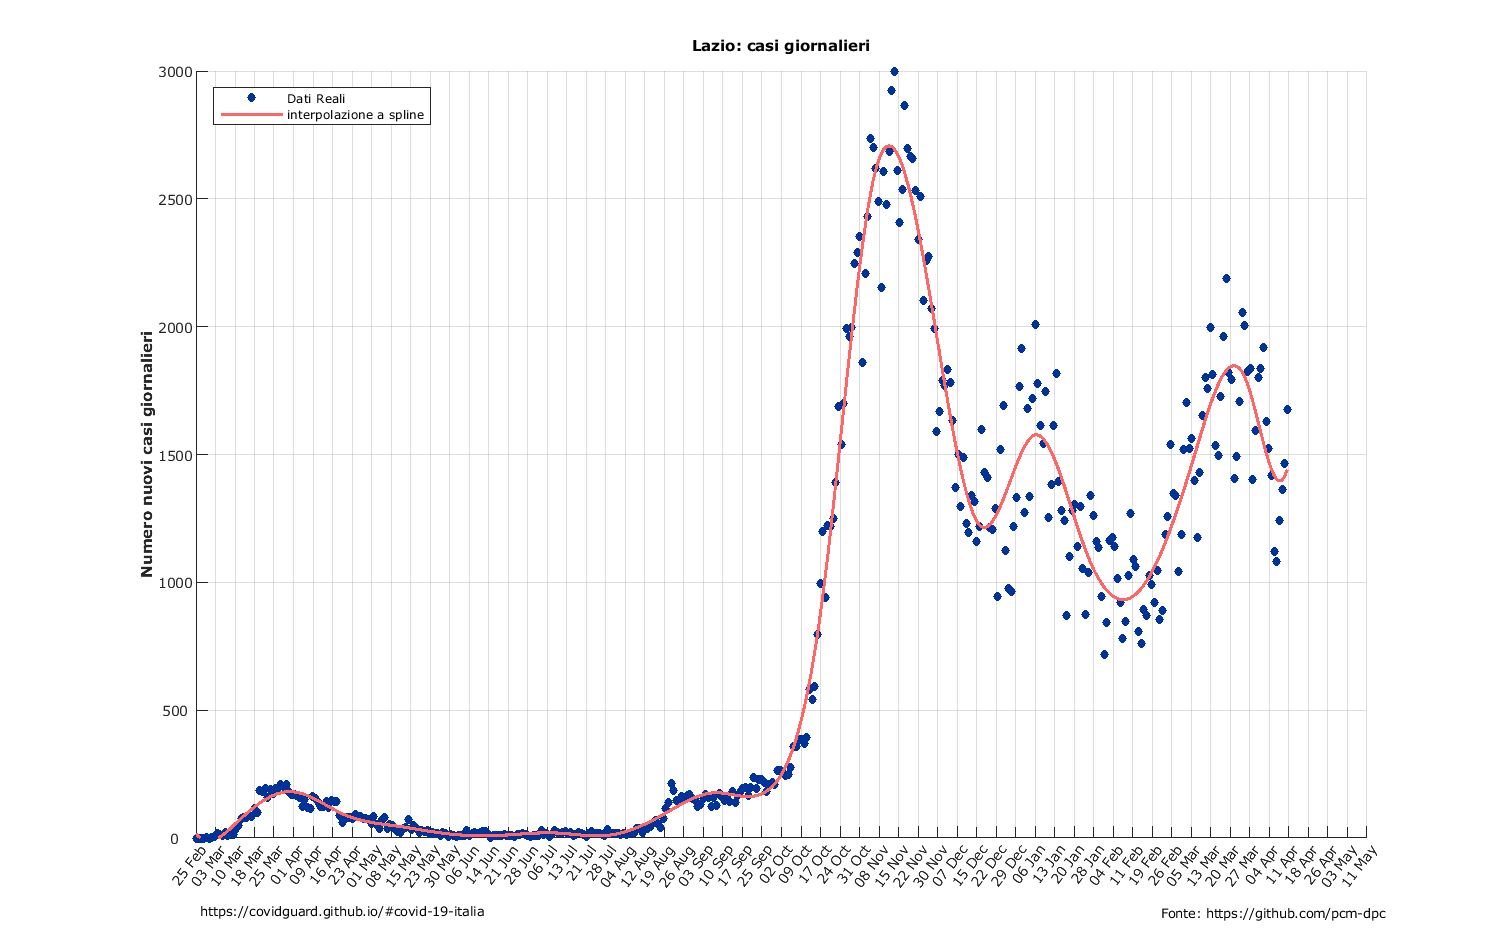 Lazio: casi giornalieri
Dati Reali
interpolazione a spline
Numero nuovi casi giornalieri
3000
2500
2000
1500
1000
500
0
25 Feb
03 Mar
10 Mar
18 Mar
25 Mar
01 Apr
09 Apr
16 Apr
23 Apr
01 May
08 May
15 May
23 May
30 May
06 Jun
14 Jun
21 Jun
28 Jun
06 Jul
13 Jul
21 Jul
28 Jul
04 Aug
12 Aug
19 Aug
26 Aug
03 Sep
10 Sep
17 Sep
25 Sep
02 Oct
09 Oct
17 Oct
24 Oct
31 Oct
08 Nov
15 Nov
22 Nov
30 Nov
07 Dec
15 Dec
22 Dec
29 Dec
06 Jan
13 Jan
20 Jan
28 Jan
04 Feb
11 Feb
19 Feb
26 Feb
05 Mar
13 Mar
20 Mar
27 Mar
04 Apr
11 Apr
18 Apr
26 Apr
03 May
11 May
https://covidguard.github.io/#covid-19-italia
Fonte: https://github.com/pcm-dpc